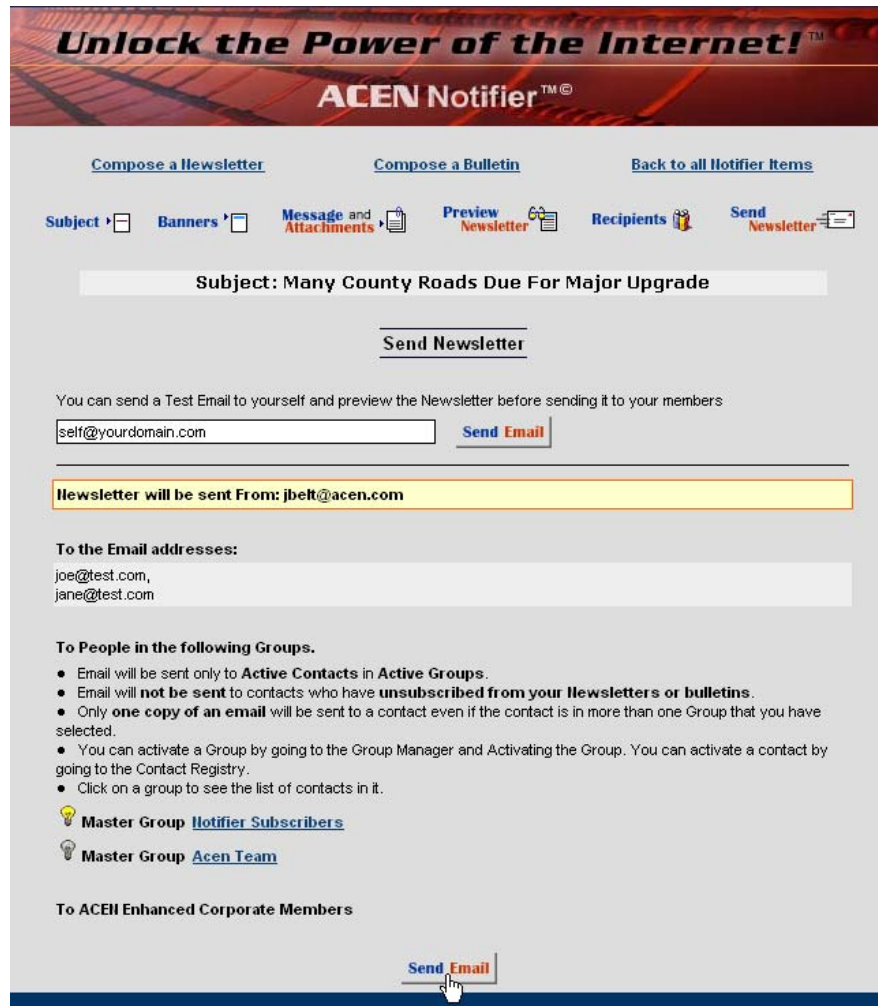 Unlock the Power of the Internet!™
ACEN Notifier™©
Compose a Newsletter Compose a Bulletin Back to all Notifier Items
Subject Banners Message and Attachments Preview Newsletter Recipients Send Newsletter
Subject: Many County Roads Due For Major Upgrade
Send Newsletter
You can send a Test Email to yourself and preview the Newsletter before sending it to your members
self@yourdomain.com Send Email
Newsletter will be sent From: jbelt@acen.com
To the Email addresses:
joe@test.com,
jane@test.com
To People in the following Groups.
● Email will be sent only to Active Contacts in Active Groups.
● Email will not be sent to contacts who have unsubscribed from your Newsletters or bulletins.
● Only one copy of an email will be sent to a contact even if the contact is in more than one Group that you have
selected.
● You can activate a Group by going to the Group Manager and Activating the Group. You can activate a contact by
going to the Contact Registry.
● Click on a group to see the list of contacts in it.
Master Group Notifier Subscribers
Master Group Acen Team
To ACEN Enhanced Corporate Members
Send Email